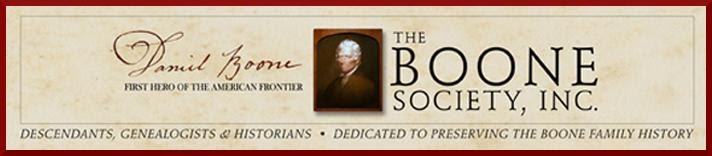 Daniel Boone
FIRST HERO OF THE AMERICAN FRONTIER
THE
BOONE
SOCIETY, INC.
DESCENDANTS, GENEALOGISTS & HISTORIANS • DEDICATED TO PRESERVING THE BOONE FAMILY HISTORY